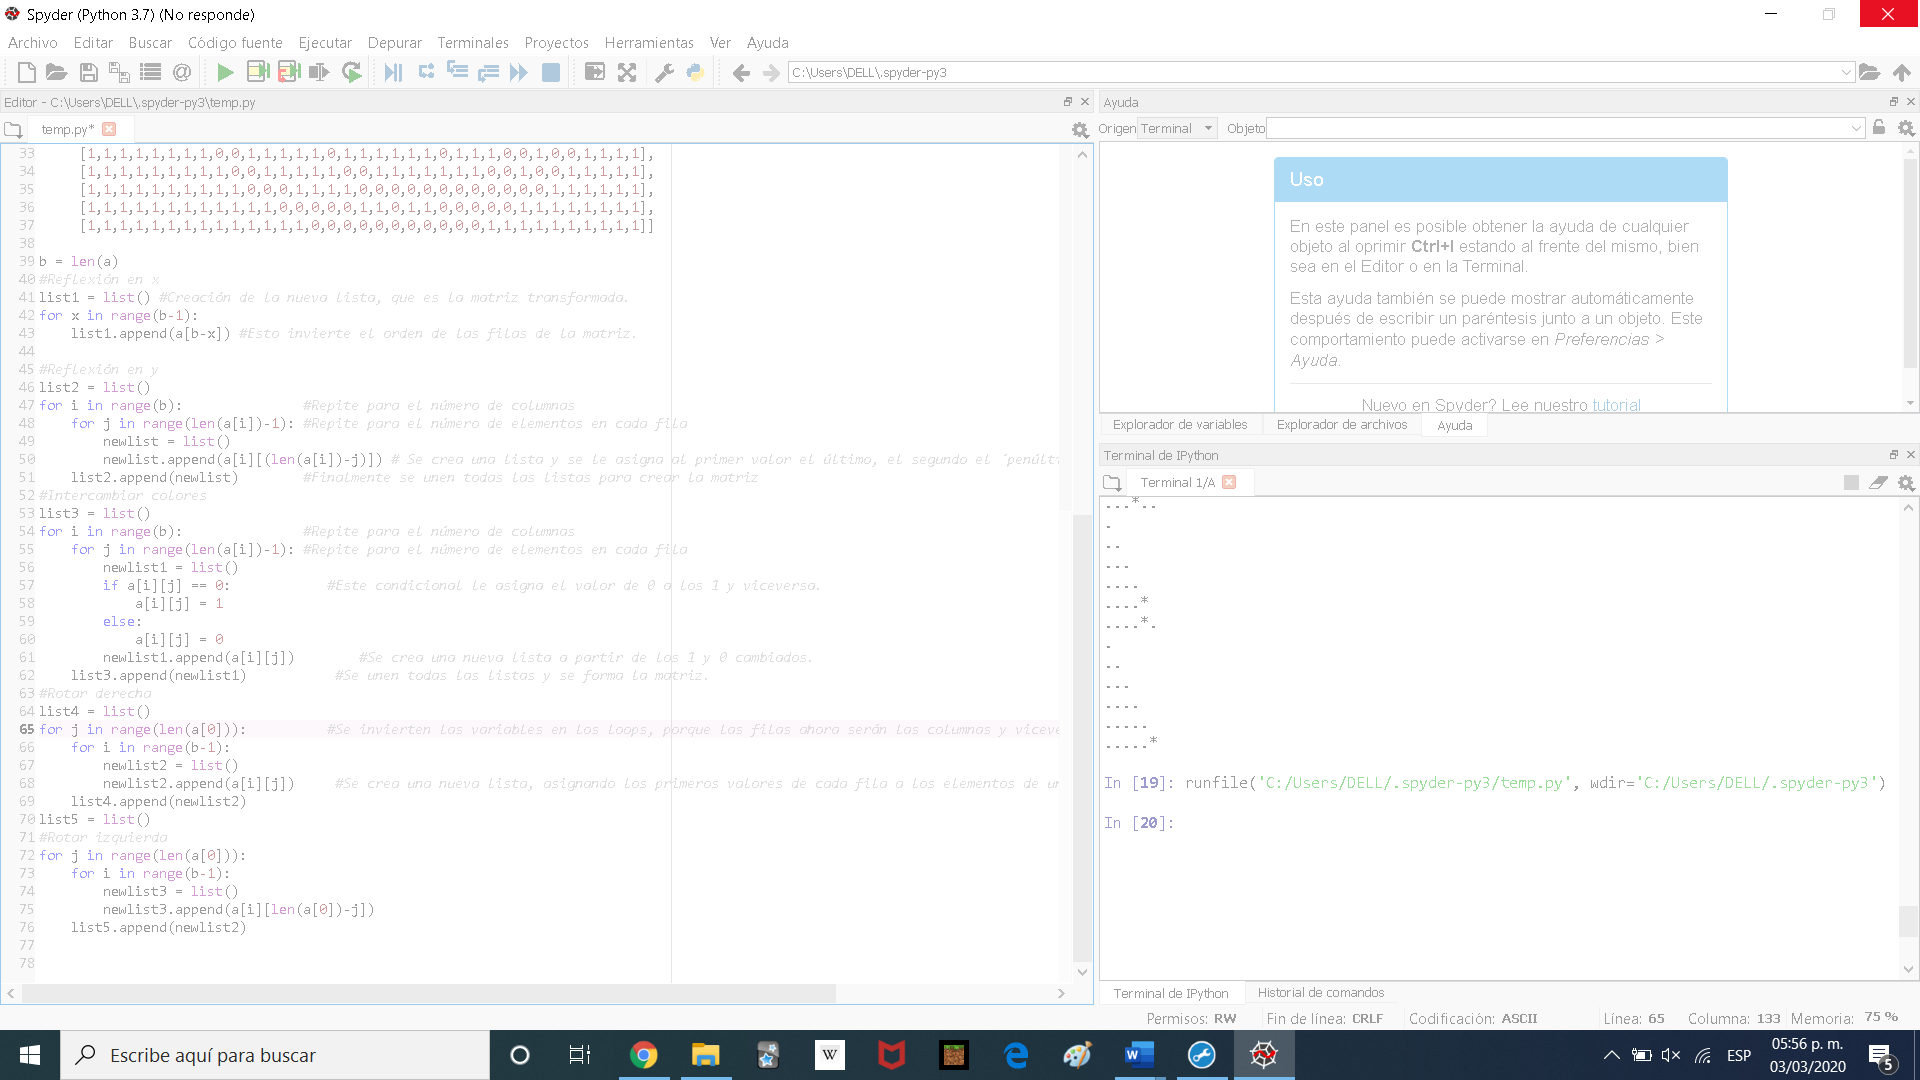 Spyder (Python 3.7) (No responde)
Archivo Editar Buscar Código fuente Ejecutar Depurar Terminales Proyectos Herramientas Ver Ayuda
C:\Users\DELL\.spyder-py3
Editor - C:\Users\DELL\.spyder-py3\temp.py
temp.py*
33 [1,1,1,1,1,1,1,1,0,0,1,1,1,1,1,0,1,1,1,1,1,1,0,1,1,1,0,0,1,0,0,1,1,1,1],
34 [1,1,1,1,1,1,1,1,1,0,0,1,1,1,1,1,0,0,1,1,1,1,1,1,1,0,0,1,0,0,1,1,1,1,1],
35 [1,1,1,1,1,1,1,1,1,1,0,0,0,1,1,1,1,0,0,0,0,0,0,0,0,0,0,0,0,1,1,1,1,1,1],
36 [1,1,1,1,1,1,1,1,1,1,1,1,0,0,0,0,0,1,1,0,1,1,0,0,0,0,0,1,1,1,1,1,1,1,1],
37 [1,1,1,1,1,1,1,1,1,1,1,1,1,1,0,0,0,0,0,0,0,0,0,0,0,1,1,1,1,1,1,1,1,1,1]]
38
39 b = len(a)
40 #Reflexión en x
41 list1 = list() #Creación de la nueva lista, que es la matriz transformada.
42 for x in range(b-1):
43     list1.append(a[b-x]) #Esto invierte el orden de las filas de la matriz.
44
45 #Reflexión en y
46 list2 = list()
47 for i in range(b):               #Repite para el número de columnas
48     for j in range(len(a[i])-1): #Repite para el número de elementos en cada fila
49         newlist = list()
50         newlist.append(a[i][(len(a[i])-j)]) # Se crea una lista y se le asigna al primer valor el último, el segundo el ´penúlt
51     list2.append(newlist)        #Finalmente se unen todas las listas para crear la matriz
52 #Intercambiar colores
53 list3 = list()
54 for i in range(b):               #Repite para el número de columnas
55     for j in range(len(a[i])-1): #Repite para el número de elementos en cada fila
56         newlist1 = list()
57         if a[i][j] == 0:            #Este condicional le asigna el valor de 0 a los 1 y viceversa.
58             a[i][j] = 1
59         else:
60             a[i][j] = 0
61         newlist1.append(a[i][j])        #Se crea una nueva lista a partir de los 1 y 0 cambiados.
62     list3.append(newlist1)           #Se unen todas las listas y se forma la matriz.
63 #Rotar derecha
64 list4 = list()
65 for j in range(len(a[0])):          #Se invierten las variables en los loops, porque las filas ahora serán las columnas y viceve
66     for i in range(b-1):
67         newlist2 = list()
68         newlist2.append(a[i][j])     #Se crea una nueva lista, asignando los primeros valores de cada fila a los elementos de un
69     list4.append(newlist2)
70 list5 = list()
71 #Rotar izquierda
72 for j in range(len(a[0])):
73     for i in range(b-1):
74         newlist3 = list()
75         newlist3.append(a[i][len(a[0])-j])
76     list5.append(newlist2)
77
78
Ayuda
Origen Terminal Objeto
Uso
En este panel es posible obtener la ayuda de cualquier
objeto al oprimir Ctrl+I estando al frente del mismo, bien
sea en el Editor o en la Terminal.
Esta ayuda también se puede mostrar automáticamente
después de escribir un paréntesis junto a un objeto. Este
comportamiento puede activarse en Preferencias >
Ayuda.
Nuevo en Spyder? Lee nuestro tutorial
Explorador de variables Explorador de archivos Ayuda
Terminal de IPython
Terminal 1/A
---*--
-
--
---
----
----*
----*-
-
--
---
----
-----
-----*
In [19]: runfile('C:/Users/DELL/.spyder-py3/temp.py', wdir='C:/Users/DELL/.spyder-py3')
In [20]:
Terminal de IPython Historial de comandos
Permisos: RW Fin de línea: CRLF Codificación: ASCII Línea: 65 Columna: 133 Memoria: 75 %
Escribe aquí para buscar
W
ESP
05:56 p. m.
03/03/2020
5